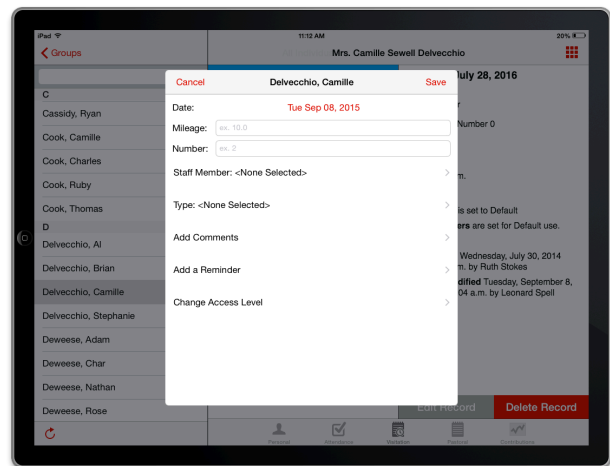 iPad
11:12 AM
20%
Groups
Mrs. Camille Sewell Delvecchio
July 28, 2016
Cancel
Delvecchio, Camille
Save
Date:
Tue Sep 08, 2015
Mileage:
ex. 10.0
Number:
ex. 2
Staff Member: <None Selected>
Type: <None Selected>
Add Comments
Add a Reminder
Change Access Level
C
Cassidy, Ryan
Cook, Camille
Cook, Charles
Cook, Ruby
Cook, Thomas
D
Delvecchio, Al
Delvecchio, Brian
Delvecchio, Camille
Delvecchio, Stephanie
Deweese, Adam
Deweese, Char
Deweese, Nathan
Deweese, Rose
r
Number 0
m.
is set to Default
ers are set for Default use.
Wednesday, July 30, 2014
m. by Ruth Stokes
dified Tuesday, September 8,
04 a.m. by Leonard Spell
Edit Record
Delete Record
Personal
Attendance
Visitation
Pastoral
Contributions